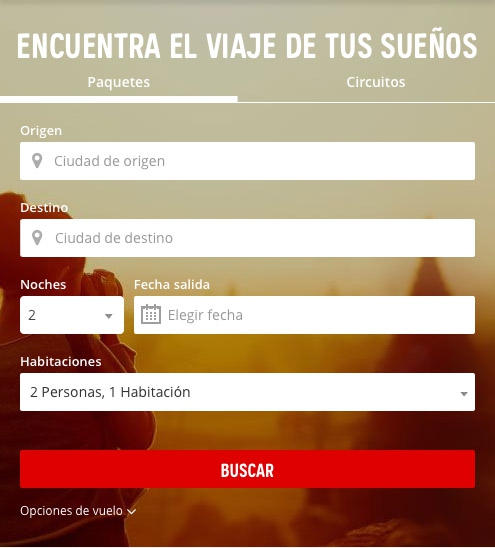 ENCUENTRA EL VIAJE DE TUS SUEÑOS
Paquetes Circuitos
Origen
Ciudad de origen
Destino
Ciudad de destino
Noches Fecha salida
2 Elegir fecha
Habitaciones
2 Personas, 1 Habitación
BUSCAR
Opciones de vuelo